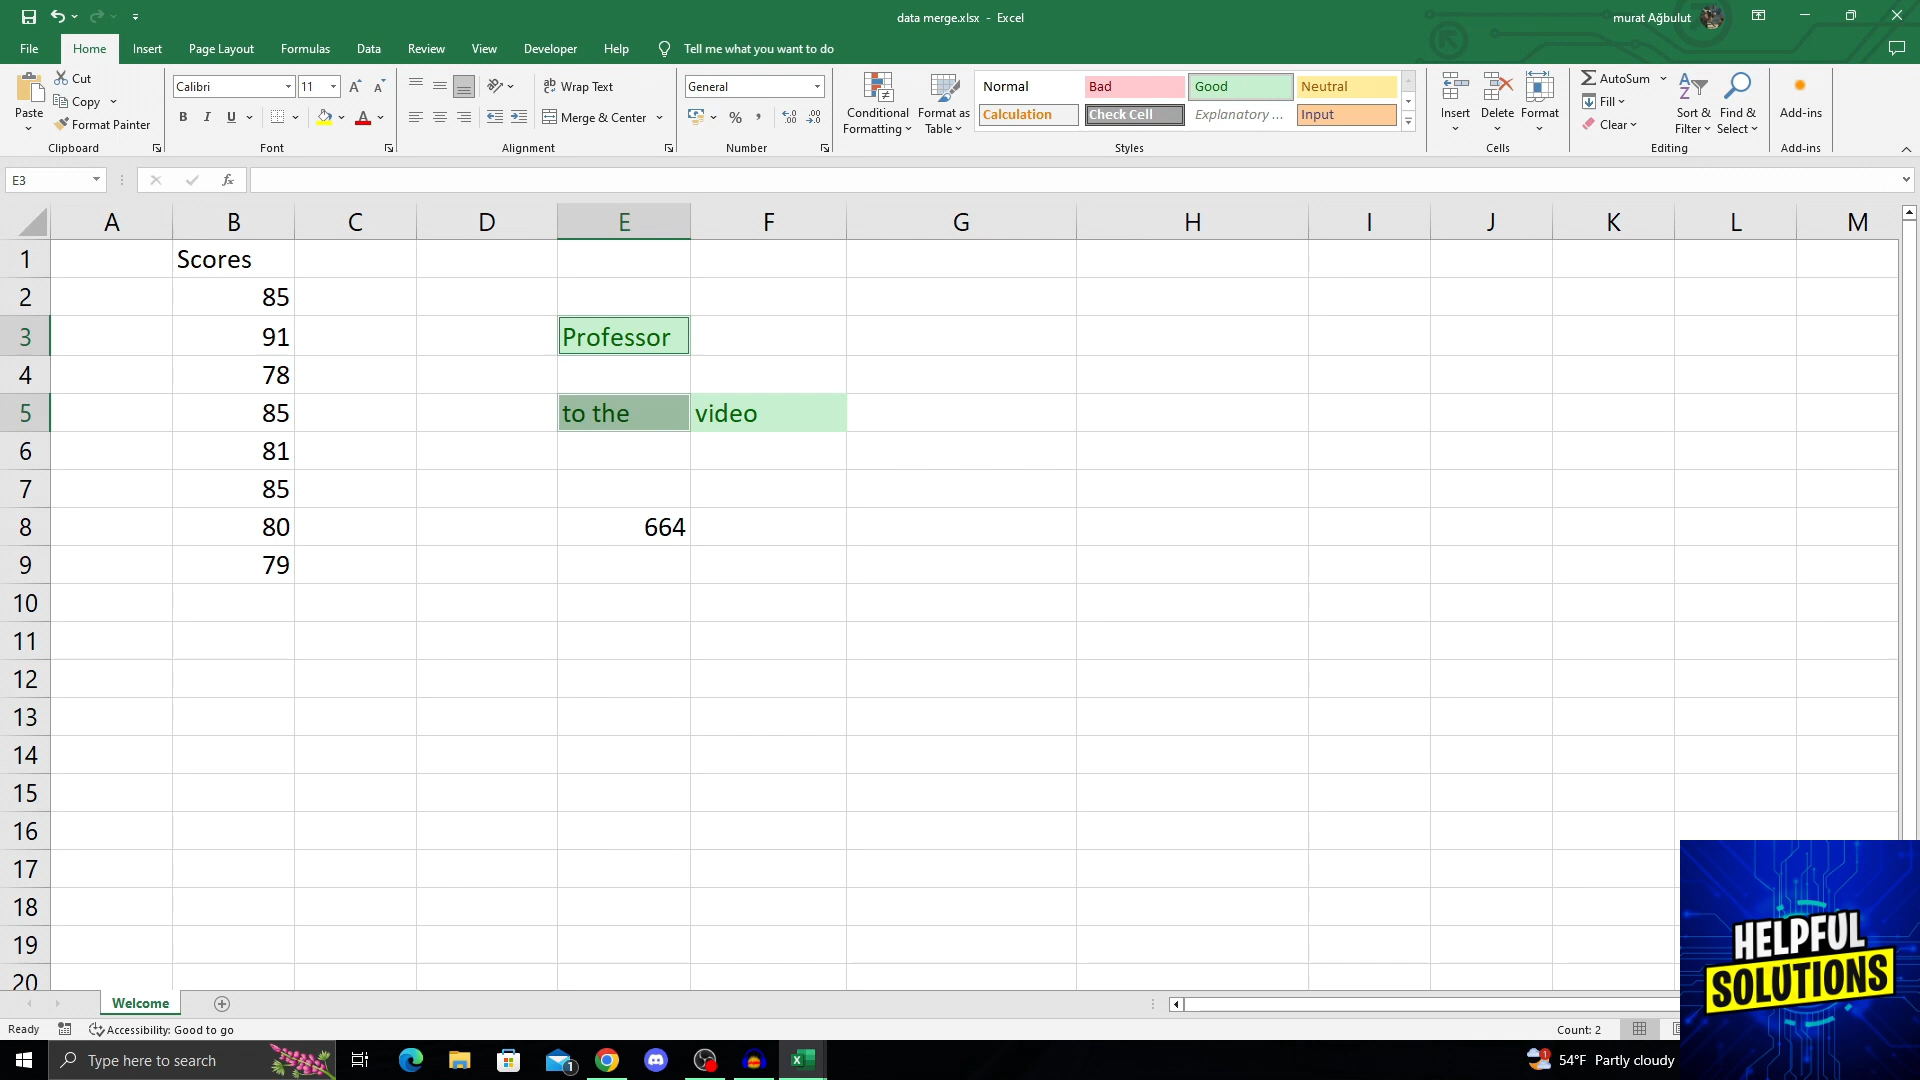 data merge.xlsx - Excel
murat Ağbulut
File Home Insert Page Layout Formulas Data Review View Developer Help Tell me what you want to do
Paste
Cut
Copy
Format Painter
Clipboard
Calibri 11
B I U
Font
Wrap Text
Merge & Center
Alignment
General
Number
Conditional Formatting
Format as Table
Normal Bad Good Neutral
Calculation Check Cell Explanatory ... Input
Styles
Insert Delete Format
Cells
AutoSum
Fill
Clear
Sort & Filter
Find & Select
Editing
Add-ins
Add-ins
E3
fx
A B C D E F G H I J K L M
1 Scores
2 85
3 91 Professor
4 78
5 85 to the video
6 81
7 85
8 80 664
9 79
10
11
12
13
14
15
16
17
18
19
20
Welcome
Ready Accessibility: Good to go Count: 2
HELPFUL
SOLUTIONS
Type here to search
1
1
54°F Partly cloudy